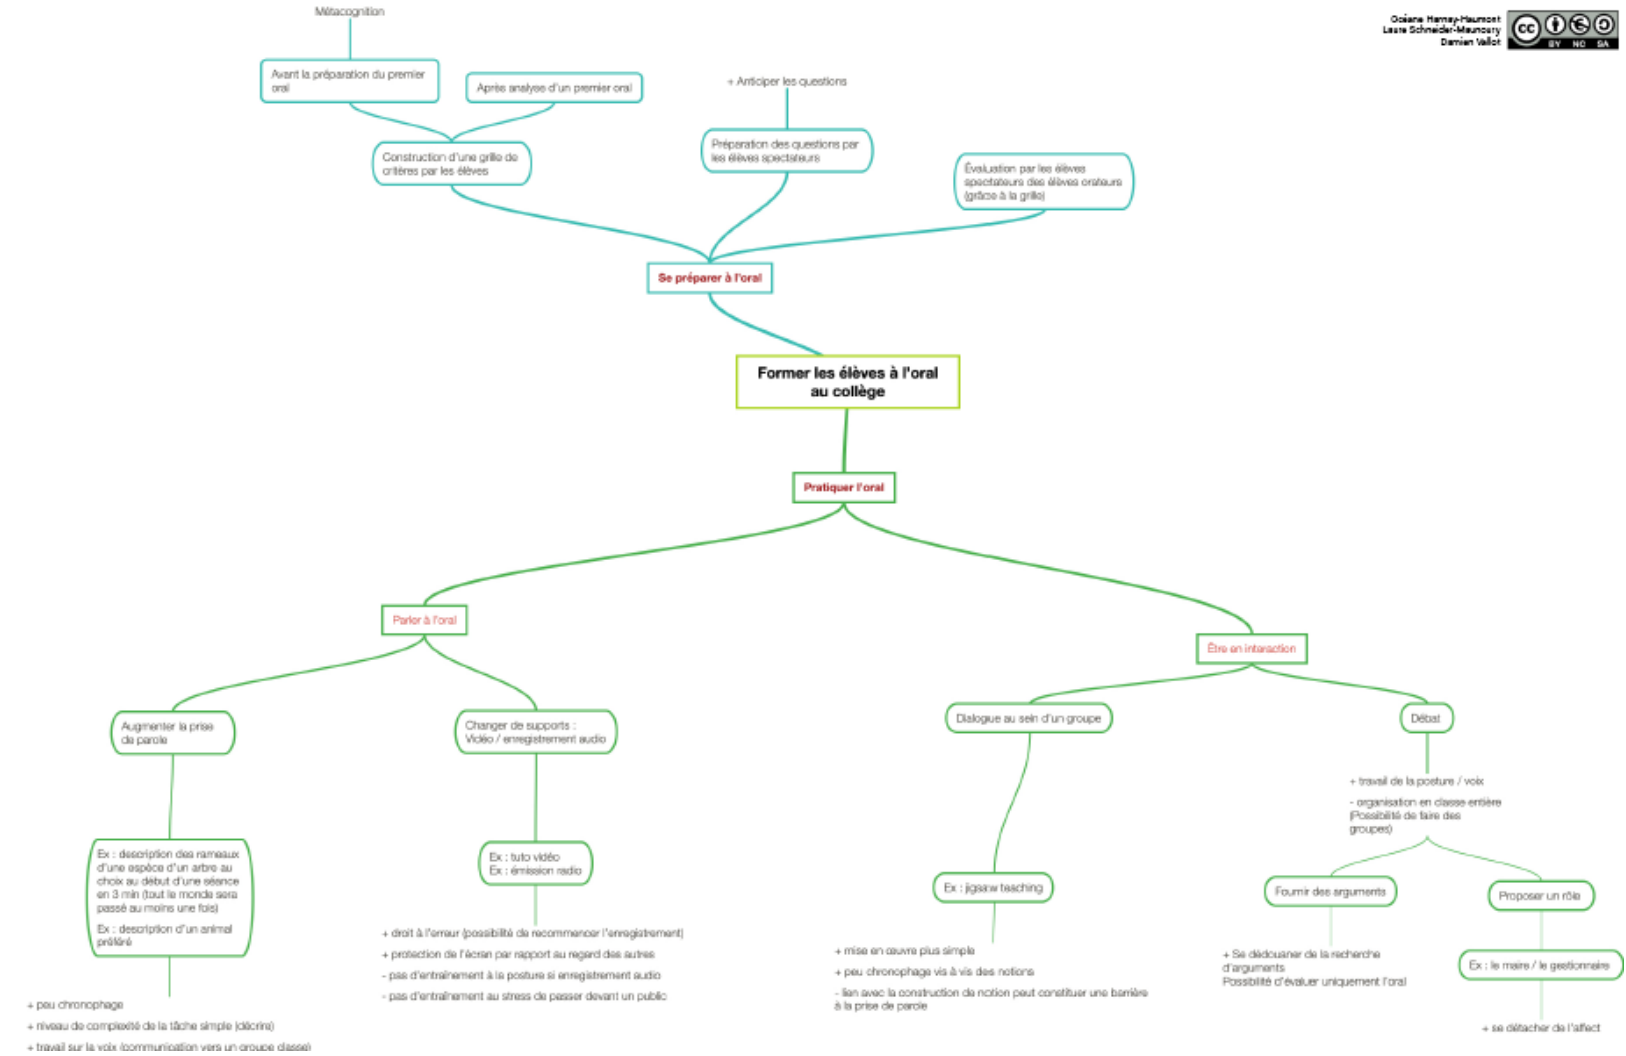 Métacognition
Océane Harnay-Haumont
Laure Schneider-Maunoury
Damien Vallot
cc
BY NC SA
Avant la préparation du premier
oral
Après analyse d'un premier oral
+ Anticiper les questions
Construction d'une grille de
critères par les élèves
Préparation des questions par
les élèves spectateurs
Évaluation par les élèves
spectateurs des élèves orateurs
(grâce à la grille)
Se préparer à l'oral
Former les élèves à l'oral
au collège
Pratiquer l'oral
Parler à l'oral
Être en interaction
Augmenter la prise
de parole
Changer de supports :
Vidéo / enregistrement audio
Dialogue au sein d'un groupe
Débat
+ travail de la posture / voix
- organisation en classe entière
(Possibilité de faire des
groupes)
Ex : description des rameaux
d'une espèce d'un arbre au
choix au début d'une séance
en 3 min (tout le monde sera
passé au moins une fois)
Ex : description d'un animal
préféré
Ex : tuto vidéo
Ex : émission radio
Ex : jigsaw teaching
Fournir des arguments
Proposer un rôle
+ droit à l'erreur (possibilité de recommencer l'enregistrement)
+ protection de l'écran par rapport au regard des autres
- pas d'entraînement à la posture si enregistrement audio
- pas d'entraînement au stress de passer devant un public
+ mise en œuvre plus simple
+ peu chronophage vis à vis des notions
- lien avec la construction de notion peut constituer une barrière
à la prise de parole
+ Se dédouaner de la recherche
d'arguments
Possibilité d'évaluer uniquement l'oral
Ex : le maire / le gestionnaire
+ se détacher de l'affect
+ peu chronophage
+ niveau de complexité de la tâche simple (décrire)
+ travail sur la voix (communication vers un groupe classe)